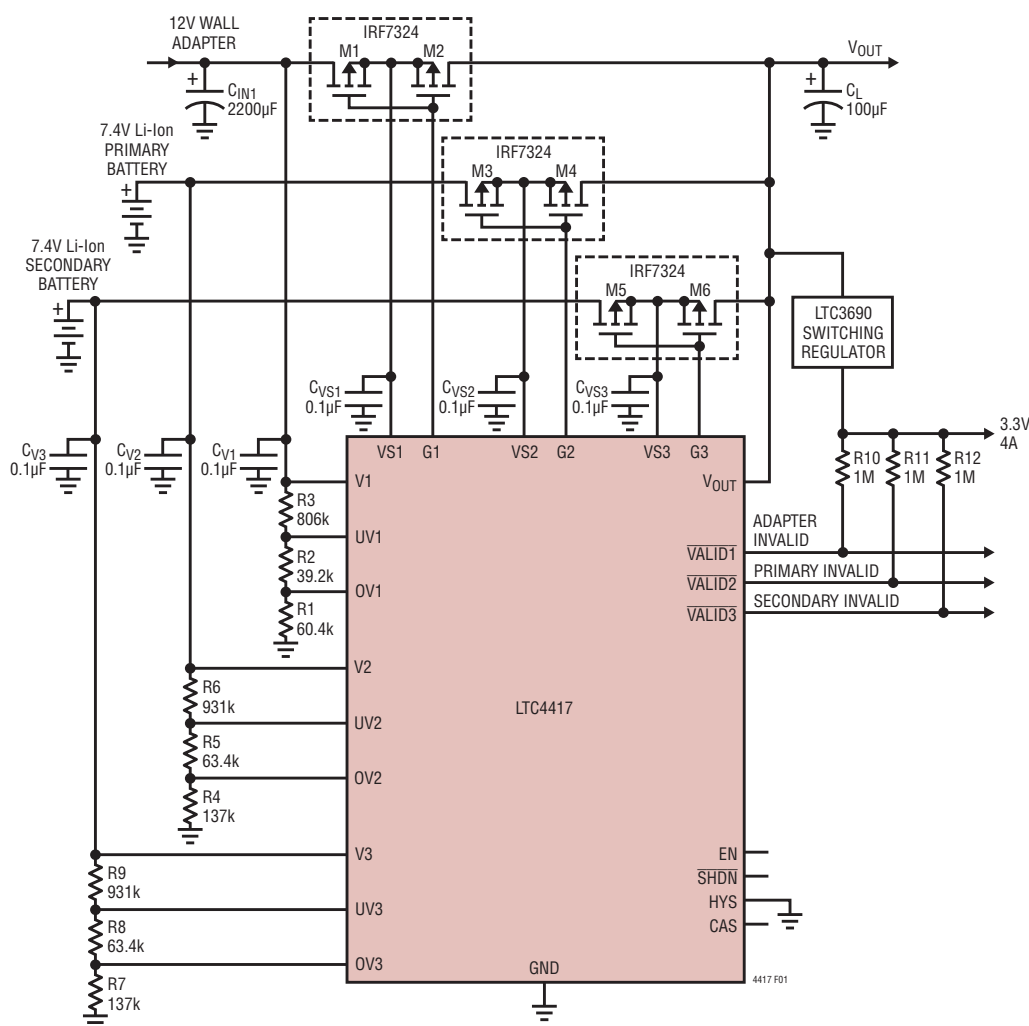 12V WALL
ADAPTER
IRF7324
M1
M2
VOUT
+
CIN1
2200µF
+
CL
100µF
7.4V Li-Ion
PRIMARY
BATTERY
+
IRF7324
M3
M4
7.4V Li-Ion
SECONDARY
BATTERY
+
IRF7324
M5
M6
LTC3690
SWITCHING
REGULATOR
CVS1
0.1µF
CVS2
0.1µF
CVS3
0.1µF
CV3
0.1µF
CV2
0.1µF
CV1
0.1µF
3.3V
4A
R10
1M
R11
1M
R12
1M
VS1
G1
VS2
G2
VS3
G3
V1
VOUT
R3
806k
UV1
R2
39.2k
OV1
R1
60.4k
ADAPTER
INVALID
VALID1
PRIMARY INVALID
VALID2
SECONDARY INVALID
VALID3
V2
R6
931k
UV2
R5
63.4k
OV2
R4
137k
LTC4417
V3
R9
931k
UV3
R8
63.4k
OV3
R7
137k
EN
SHDN
HYS
CAS
GND
4417 F01